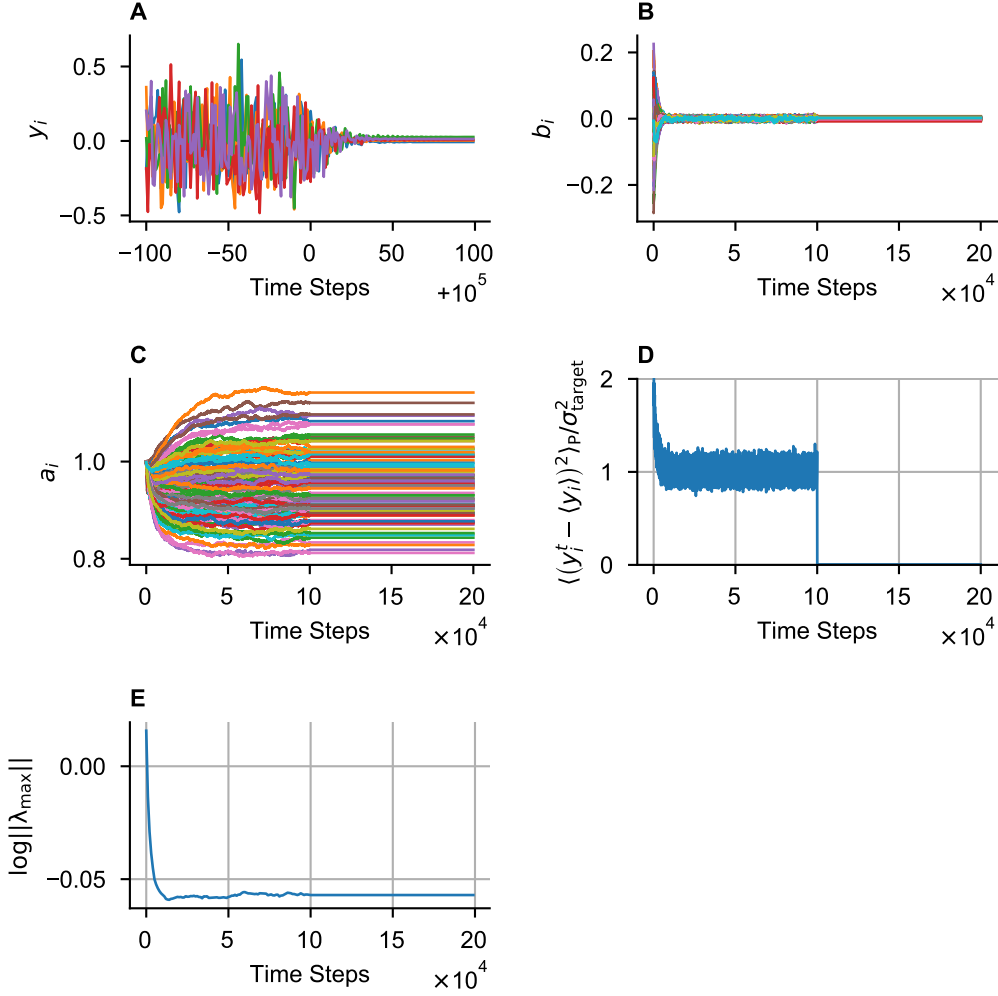 A
y_i
0.5
0.0
−0.5
−100 −50 0 50 100
Time Steps
+10^5
B
b_i
0.2
0.0
−0.2
0 5 10 15 20
Time Steps
×10^4
C
a_i
1.0
0.8
0 5 10 15 20
Time Steps
×10^4
D
⟨(y_i^t − ⟨y_i⟩)^2⟩_P/σ^2_target
2
1
0
0 5 10 15 20
Time Steps
×10^4
E
log||λ_max||
0.00
−0.05
0 5 10 15 20
Time Steps
×10^4